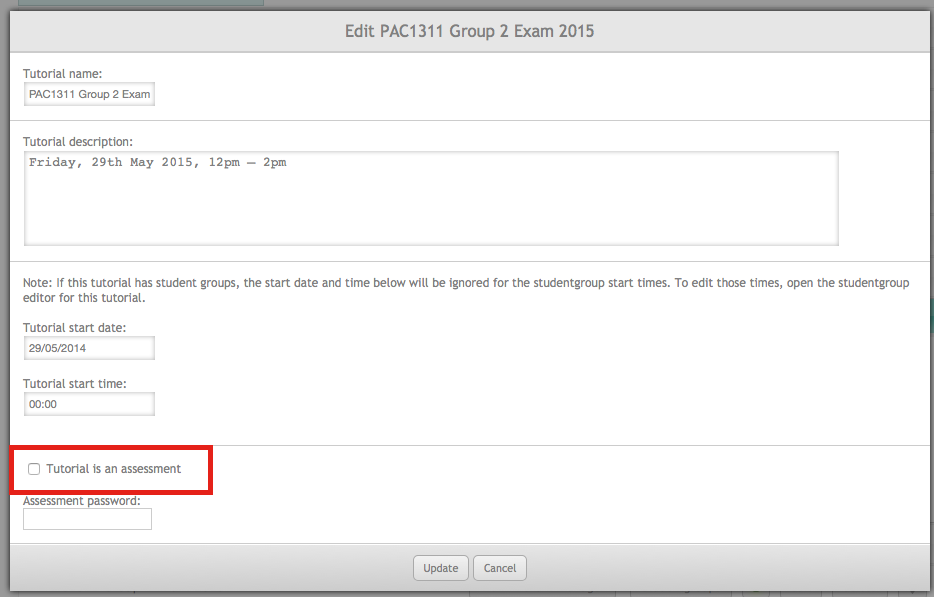 Edit PAC1311 Group 2 Exam 2015
Tutorial name:
PAC1311 Group 2 Exam
Tutorial description:
Friday, 29th May 2015, 12pm – 2pm
Note: If this tutorial has student groups, the start date and time below will be ignored for the studentgroup start times. To edit those times, open the studentgroup
editor for this tutorial.
Tutorial start date:
29/05/2014
Tutorial start time:
00:00
Tutorial is an assessment
Assessment password:
Update Cancel